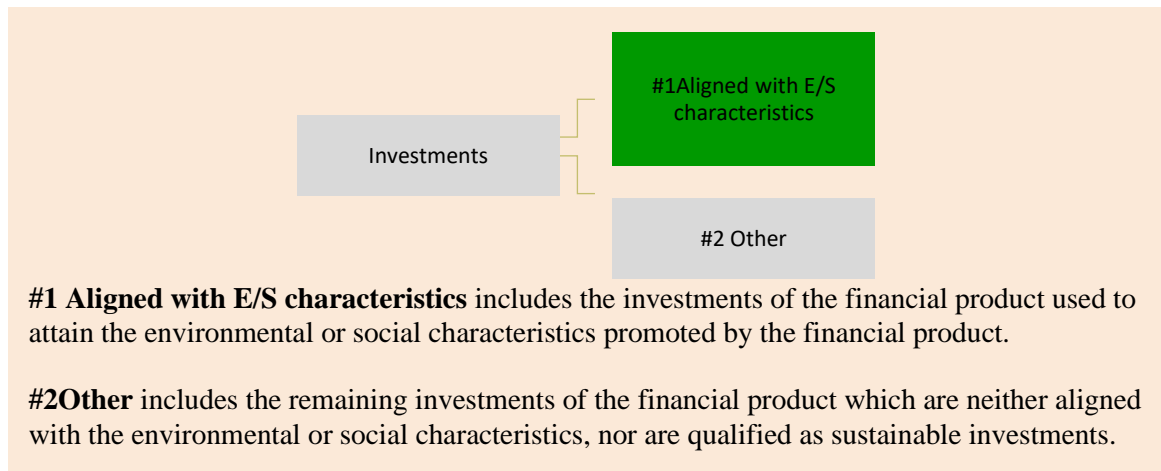 #1Aligned with E/S
characteristics
Investments
#2 Other
#1 Aligned with E/S characteristics includes the investments of the financial product used to
attain the environmental or social characteristics promoted by the financial product.
#2Other includes the remaining investments of the financial product which are neither aligned
with the environmental or social characteristics, nor are qualified as sustainable investments.